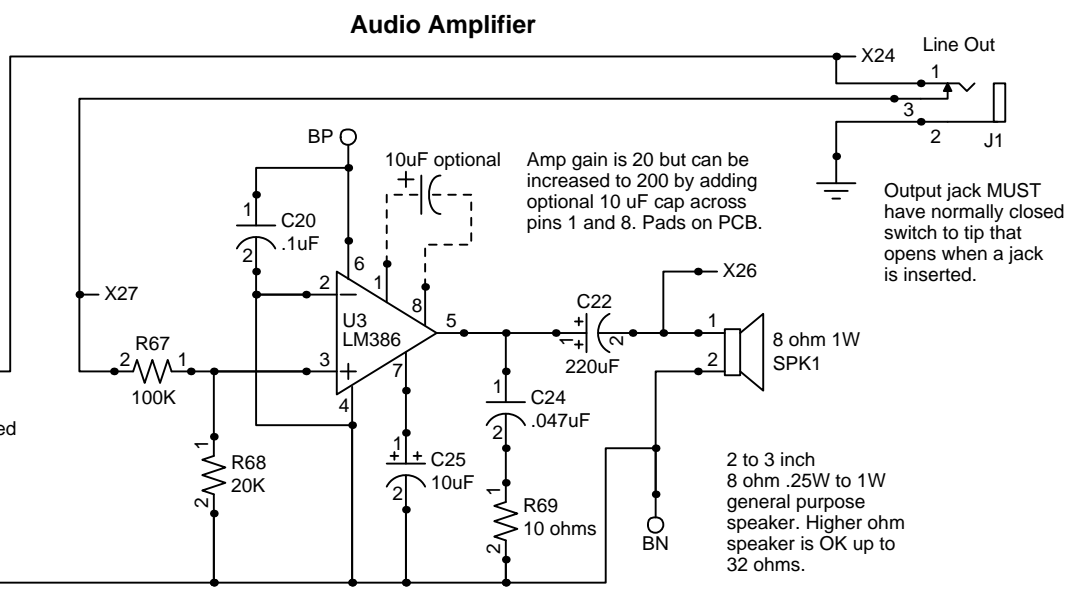 Audio Amplifier
Line Out
X24
1
3
2
J1
BP
10uF optional
+
Amp gain is 20 but can be
increased to 200 by adding
optional 10 uF cap across
pins 1 and 8. Pads on PCB.
Output jack MUST
have normally closed
switch to tip that
opens when a jack
is inserted.
1
C20
.1uF
2
6
1
8
2
X27
X26
U3
LM386
5
C22
+
1
+
2
220uF
1
2
8 ohm 1W
SPK1
R67
2
1
100K
3
+
7
4
1
C24
.047uF
2
ed
1
R68
20K
2
1
+ +
C25
10uF
2
1
R69
10 ohms
2
BN
2 to 3 inch
8 ohm .25W to 1W
general purpose
speaker. Higher ohm
speaker is OK up to
32 ohms.